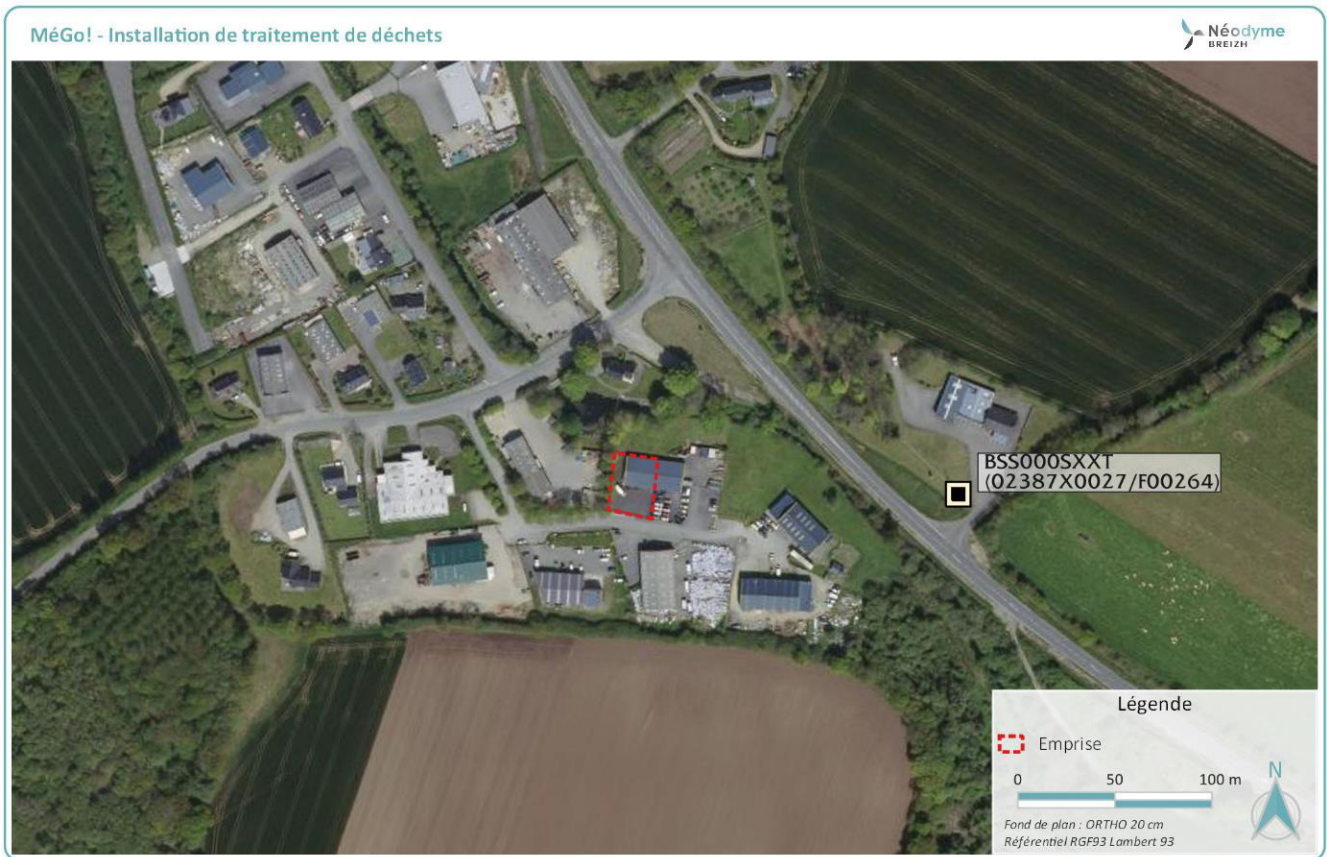 MéGo! - Installation de traitement de déchets
Néodyme
BREIZH
BSS000SXXT
(02387X0027/F00264)
Légende
Emprise
0 50 100 m
N
Fond de plan : ORTHO 20 cm
Référentiel RGF93 Lambert 93